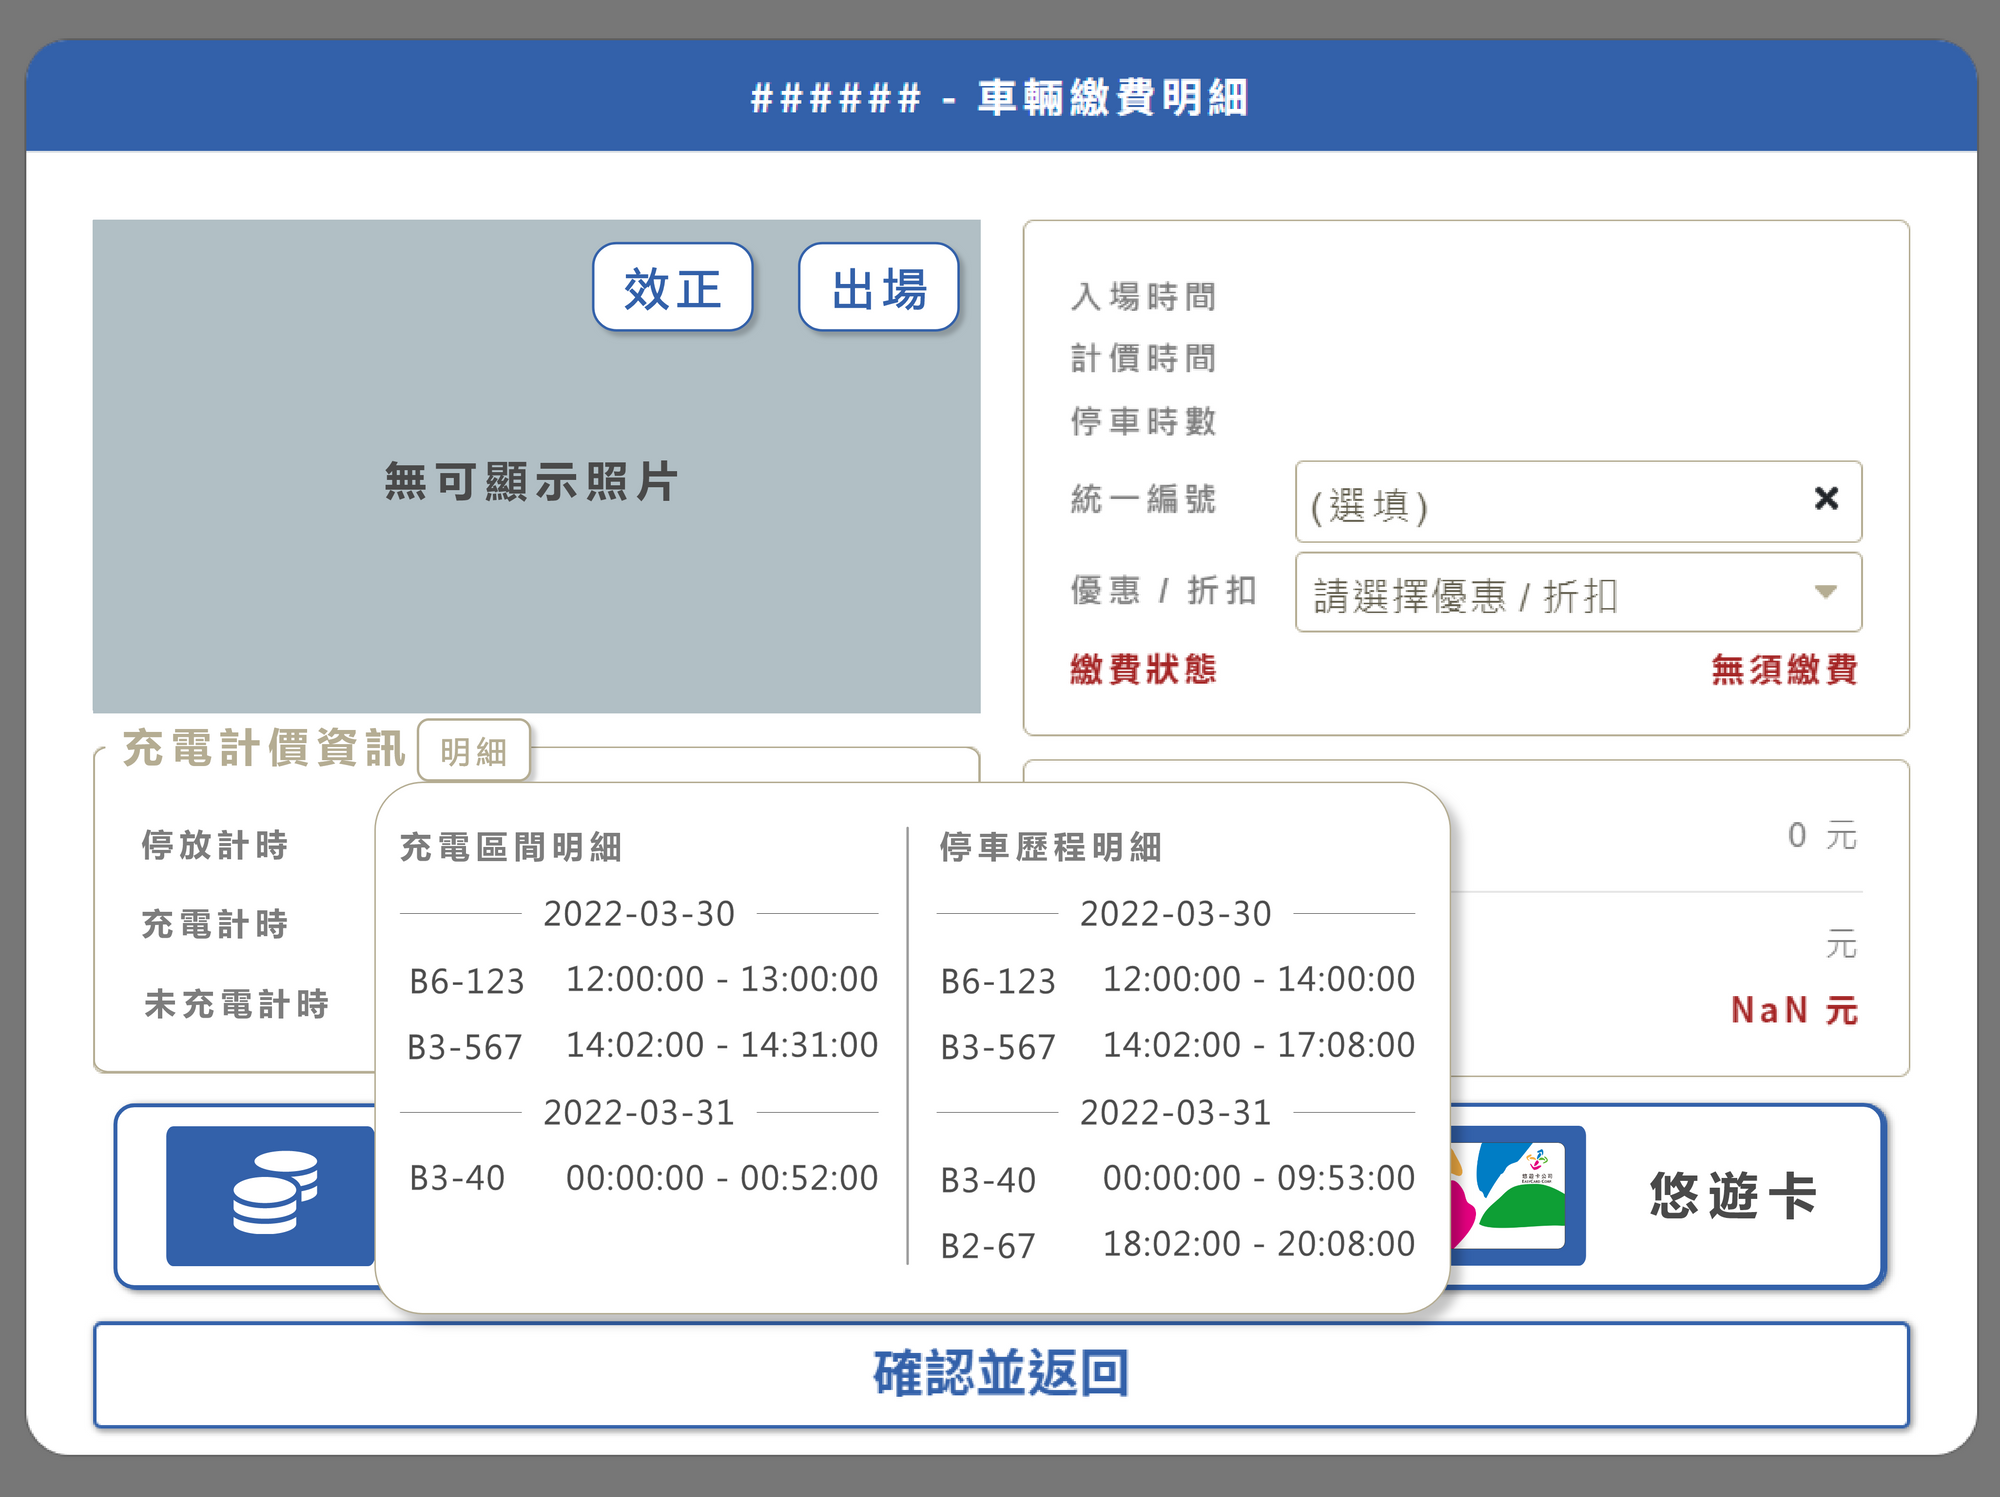 ###### - 車輛繳費明細
效正
出場
無可顯示照片
入場時間
計價時間
停車時數
統一編號
(選填)
優惠 / 折扣
請選擇優惠 / 折扣
繳費狀態
無須繳費
充電計價資訊
明細
停放計時
充電計時
未充電計時
充電區間明細
2022-03-30
B6-123 12:00:00 - 13:00:00
B3-567 14:02:00 - 14:31:00
2022-03-31
B3-40 00:00:00 - 00:52:00
停車歷程明細
2022-03-30
B6-123 12:00:00 - 14:00:00
B3-567 14:02:00 - 17:08:00
2022-03-31
B3-40 00:00:00 - 09:53:00
B2-67 18:02:00 - 20:08:00
0 元
元
NaN 元
悠遊卡公司
EASYCARD CORP.
悠遊卡
確認並返回